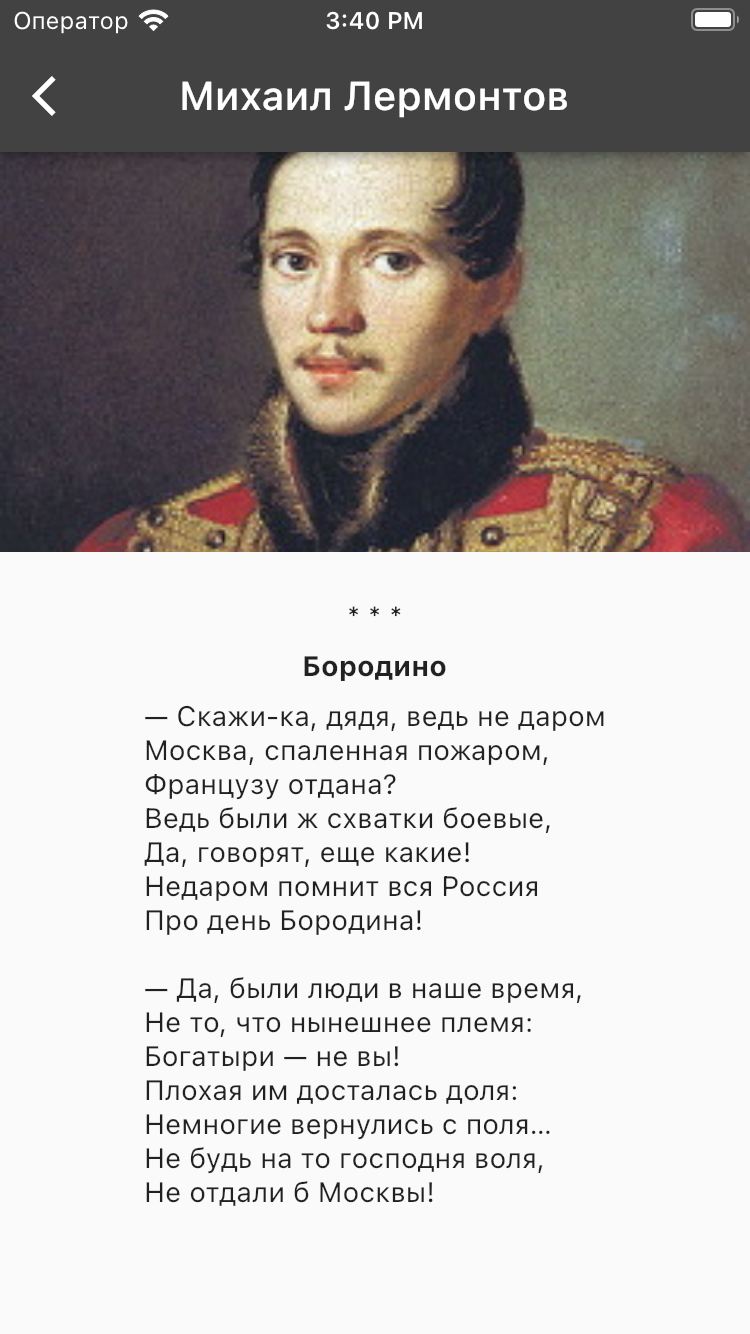 Оператор 3:40 PM
Михаил Лермонтов
* * *
Бородино
— Скажи-ка, дядя, ведь не даром
Москва, спаленная пожаром,
Французу отдана?
Ведь были ж схватки боевые,
Да, говорят, еще какие!
Недаром помнит вся Россия
Про день Бородина!
— Да, были люди в наше время,
Не то, что нынешнее племя:
Богатыри — не вы!
Плохая им досталась доля:
Немногие вернулись с поля…
Не будь на то господня воля,
Не отдали б Москвы!